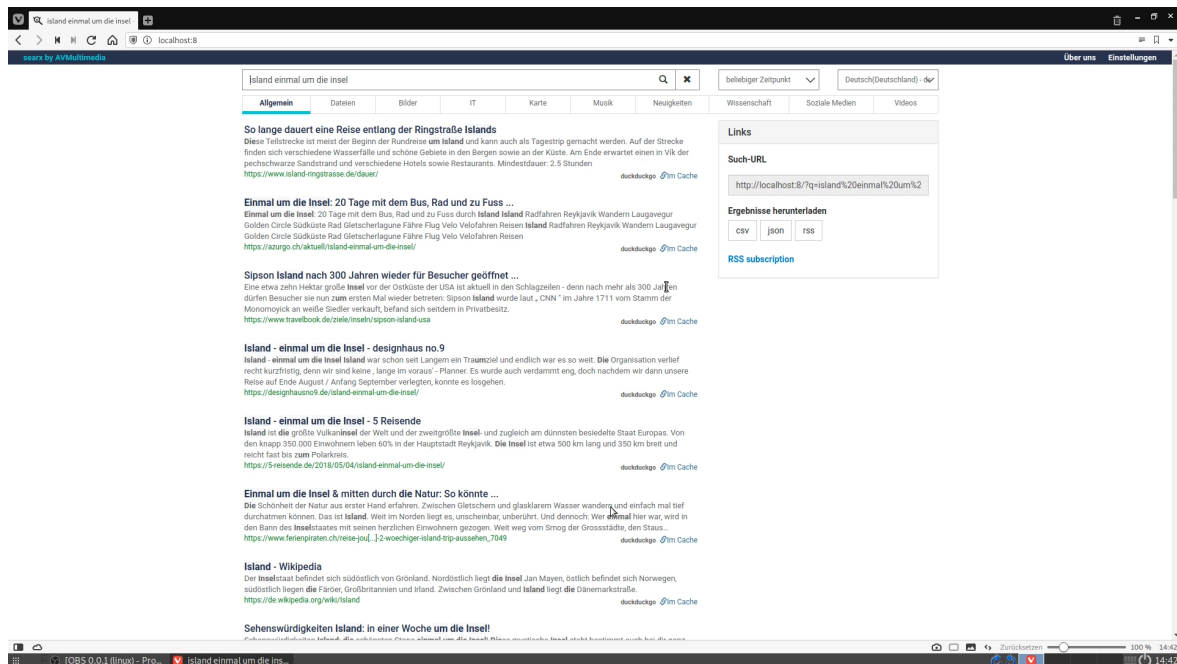 island einmal um die insel -
localhost:8
searx by AVMultimedia
Über uns Einstellungen
island einmal um die insel
beliebiger Zeitpunkt
Deutsch(Deutschland) - de
Allgemein Dateien Bilder IT Karte Musik Neuigkeiten Wissenschaft Soziale Medien Videos
So lange dauert eine Reise entlang der Ringstraße Islands
Diese Teilstrecke ist meist der Beginn der Rundreise um Island und kann auch als Tagestrip gemacht werden. Auf der Strecke
finden sich verschiedene Wasserfälle und schöne Gebiete in den Bergen sowie an der Küste. Am Ende erwartet einen in Vík der
pechschwarze Sandstrand und verschiedene Hotels sowie Restaurants. Mindestdauer: 2.5 Stunden
https://www.island-ringstrasse.de/dauer/
duckduckgo Im Cache
Einmal um die Insel: 20 Tage mit dem Bus, Rad und zu Fuss ...
Einmal um die Insel: 20 Tage mit dem Bus, Rad und zu Fuss durch Island Island Radfahren Reykjavik Wandern Laugavegur
Golden Circle Südküste Rad Gletscherlagune Fähre Flug Velo Velofahren Reisen Island Radfahren Reykjavik Wandern Laugavegur
Golden Circle Südküste Rad Gletscherlagune Fähre Flug Velo Velofahren Reisen
https://azurgo.ch/aktuell/island-einmal-um-die-insel/
duckduckgo Im Cache
Sipson Island nach 300 Jahren wieder für Besucher geöffnet ...
Eine etwa zehn Hektar große Insel vor der Ostküste der USA ist aktuell in den Schlagzeilen - denn nach mehr als 300 Jahren
dürfen Besucher sie nun zum ersten Mal wieder betreten: Sipson Island wurde laut „ CNN " im Jahre 1711 vom Stamm der
Monomoyick an weiße Siedler verkauft, befand sich seitdem in Privatbesitz.
https://www.travelbook.de/ziele/inseln/sipson-island-usa
duckduckgo Im Cache
Island - einmal um die Insel - designhaus no.9
Island - einmal um die Insel Island war schon seit Langem ein Traumziel und endlich war es so weit. Die Organisation verlief
recht kurzfristig, denn wir sind keine ‚ lange im voraus' - Planner. Es wurde auch verdammt eng, doch nachdem wir dann unsere
Reise auf Ende August / Anfang September verlegten, konnte es losgehen.
https://designhausno9.de/island-einmal-um-die-insel/
duckduckgo Im Cache
Island - einmal um die Insel - 5 Reisende
Island ist die größte Vulkaninsel der Welt und der zweitgrößte Insel- und zugleich am dünnsten besiedelte Staat Europas. Von
den knapp 350.000 Einwohnern leben 60% in der Hauptstadt Reykjavik. Die Insel ist etwa 500 km lang und 350 km breit und
reicht fast bis zum Polarkreis.
https://5-reisende.de/2018/05/04/island-einmal-um-die-insel/
duckduckgo Im Cache
Einmal um die Insel & mitten durch die Natur: So könnte ...
Die Schönheit der Natur aus erster Hand erfahren. Zwischen Gletschern und glasklarem Wasser wandern und einfach mal tief
durchatmen können. Das ist Island. Weit im Norden liegt es, unscheinbar, unberührt. Und dennoch: Wer einmal hier war, wird in
den Bann des Inselstaates mit seinen herzlichen Einwohnern gezogen. Weit weg vom Smog der Grossstädte, den Staus...
https://www.ferienpiraten.ch/reise-jou[...]-2-woechiger-island-trip-aussehen_7049
duckduckgo Im Cache
Island - Wikipedia
Der Inselstaat befindet sich südöstlich von Grönland. Nordöstlich liegt die Insel Jan Mayen, östlich befindet sich Norwegen,
südöstlich liegen die Färöer, Großbritannien und Irland. Zwischen Grönland und Island liegt die Dänemarkstraße.
https://de.wikipedia.org/wiki/Island
duckduckgo Im Cache
Sehenswürdigkeiten Island: in einer Woche um die Insel!
Links
Such-URL
http://localhost:8/?q=island%20einmal%20um%2
Ergebnisse herunterladen
csv json rss
RSS subscription
Zurücksetzen 100 % 14:42
[OBS 0.0.1 (linux) - Pro... island einmal um die ins... 14:42